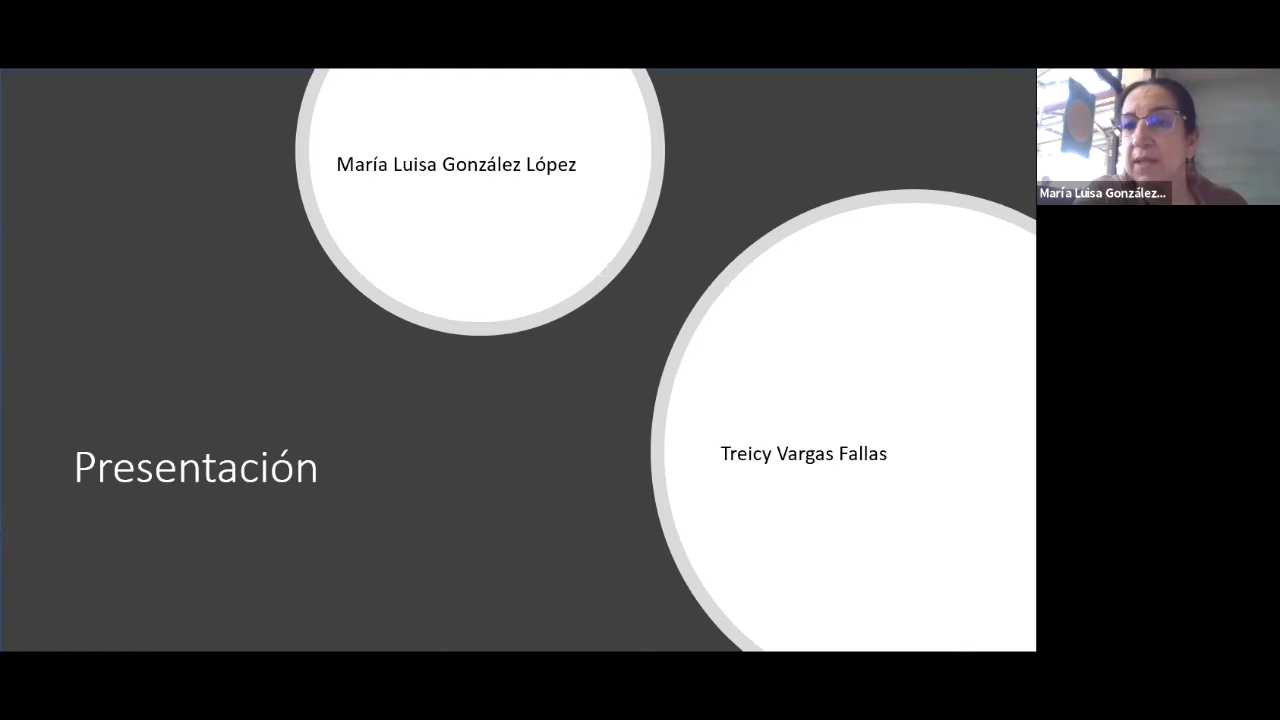 María Luisa González López
Presentación
Treicy Vargas Fallas
María Luisa González...